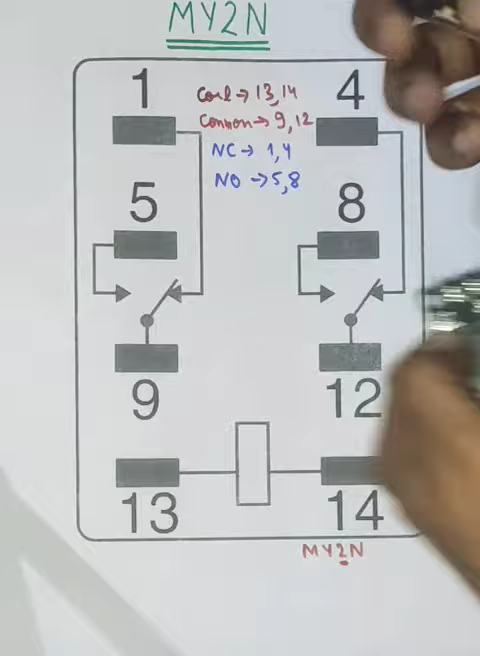 MY2N
1
4
Coil → 13, 14
Common → 9, 12
NC → 1, 4
NO → 5, 8
5
8
9
12
13
14
MY2N